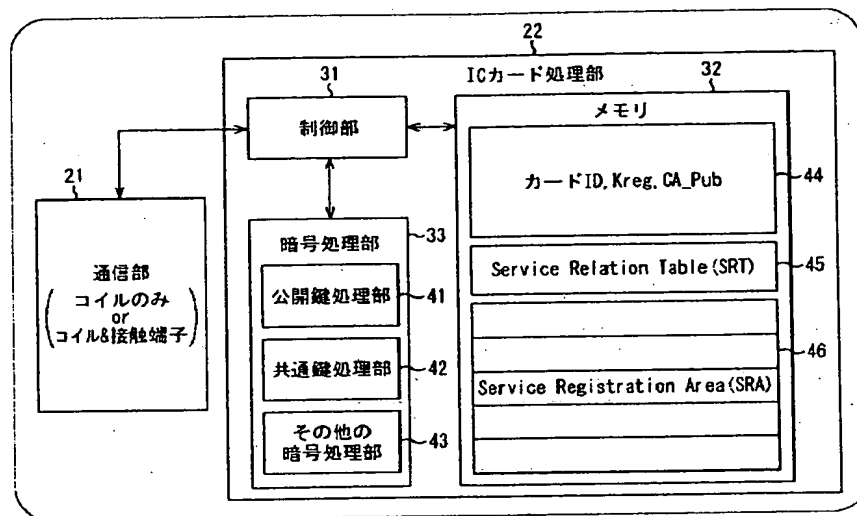 22
ICカード処理部
31
制御部
32
メモリ
カードID, Kreg, CA_Pub
44
21
通信部
(コイルのみ
or
コイル&接触端子)
暗号処理部
33
公開鍵処理部
41
共通鍵処理部
42
その他の
暗号処理部
43
Service Relation Table(SRT)
45
46
Service Registration Area(SRA)